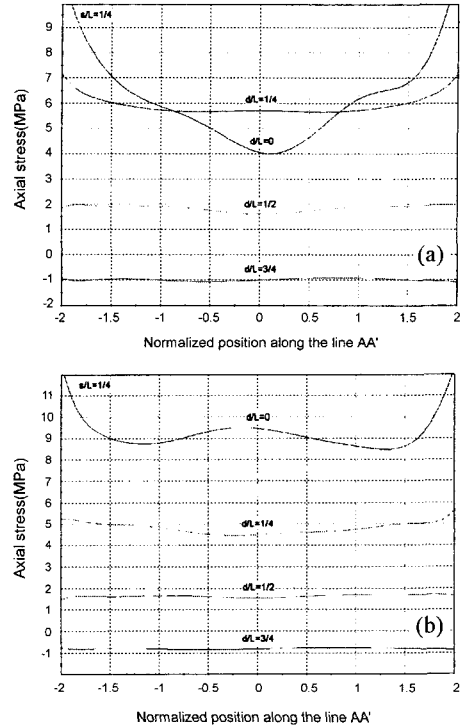 s/L=1/4
9
8
7
6
5
4
3
2
1
0
-1
-2
Axial stress(MPa)
d/L=1/4
d/L=0
d/L=1/2
d/L=3/4
(a)
-2 -1.5 -1 -0.5 0 0.5 1 1.5 2
Normalized position along the line AA'
s/L=1/4
11
10
9
8
7
6
5
4
3
2
1
0
-1
Axial stress(MPa)
d/L=0
d/L=1/4
d/L=1/2
d/L=3/4
(b)
-2 -1.5 -1 -0.5 0 0.5 1 1.5 2
Normalized position along the line AA'